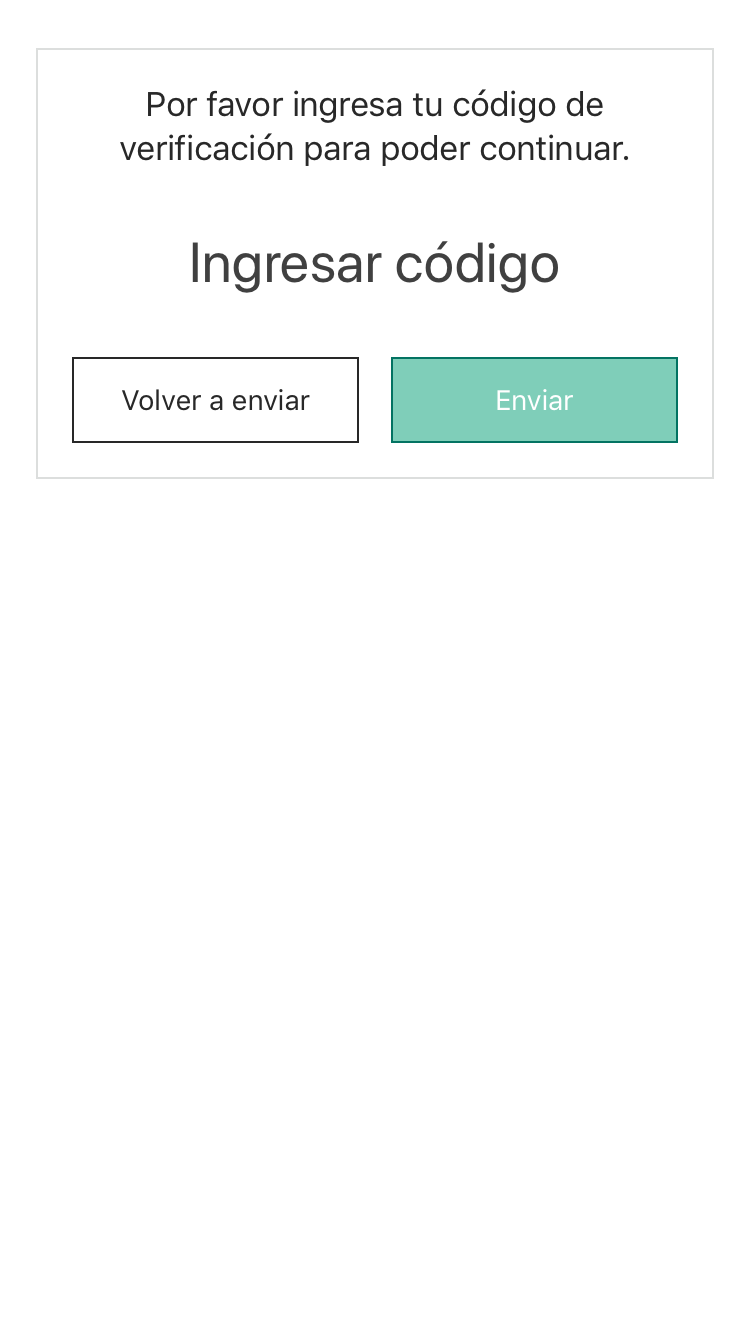 Por favor ingresa tu código de
verificación para poder continuar.
Ingresar código
Volver a enviar
Enviar